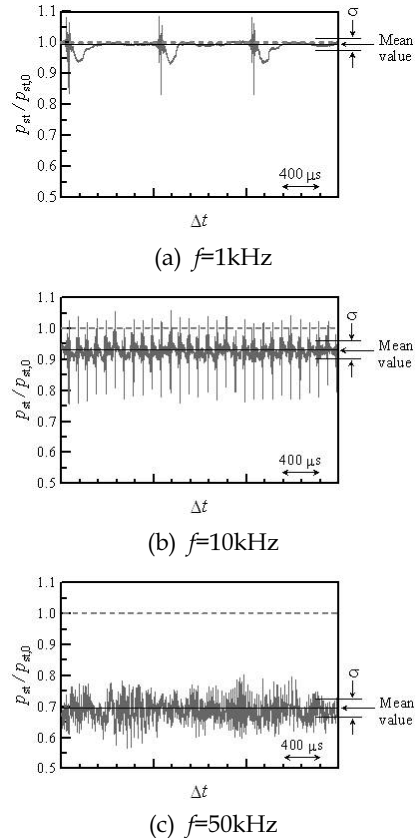 1.1
1.0
0.9
0.8
0.7
0.6
0.5
pst/pst,0
σ
Mean
value
400 µs
Δt
(a) f=1kHz
1.1
1.0
0.9
0.8
0.7
0.6
0.5
pst/pst,0
σ
Mean
value
400 µs
Δt
(b) f=10kHz
1.1
1.0
0.9
0.8
0.7
0.6
0.5
pst/pst,0
σ
Mean
value
400 µs
Δt
(c) f=50kHz